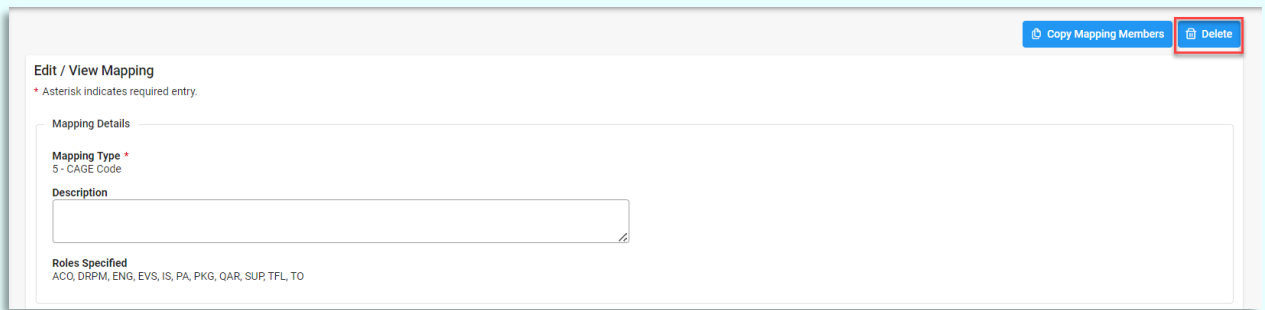 Copy Mapping Members
Delete
Edit / View Mapping
* Asterisk indicates required entry.
Mapping Details
Mapping Type *
5 - CAGE Code
Description
Roles Specified
ACO, DRPM, ENG, EVS, IS, PA, PKG, QAR, SUP, TFL, TO